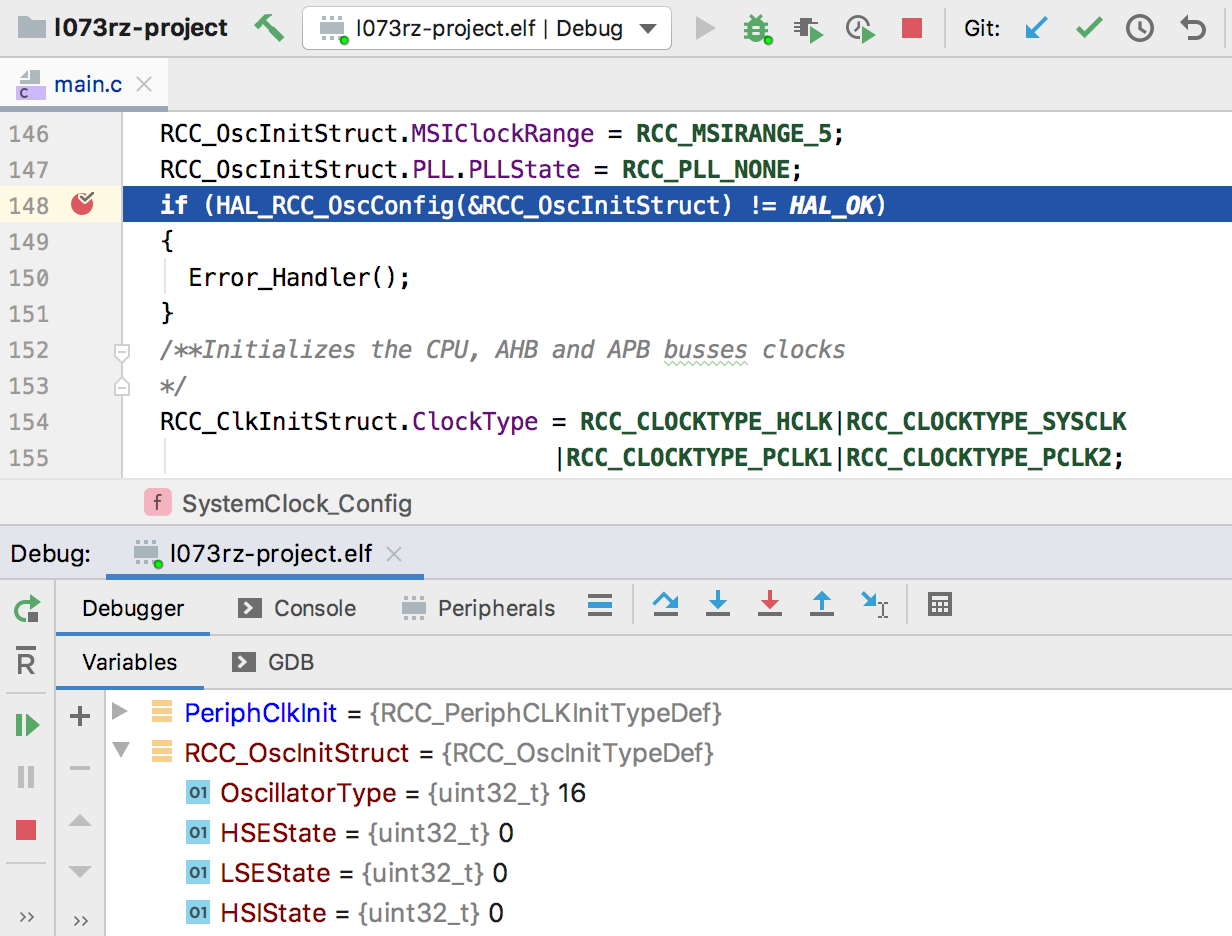 l073rz-project l073rz-project.elf | Debug Git:
main.c
146 RCC_OscInitStruct.MSIClockRange = RCC_MSIRANGE_5;
147 RCC_OscInitStruct.PLL.PLLState = RCC_PLL_NONE;
148 if (HAL_RCC_OscConfig(&RCC_OscInitStruct) != HAL_OK)
149 {
150 Error_Handler();
151 }
152 /**Initializes the CPU, AHB and APB busses clocks
153 */
154 RCC_ClkInitStruct.ClockType = RCC_CLOCKTYPE_HCLK|RCC_CLOCKTYPE_SYSCLK
155 |RCC_CLOCKTYPE_PCLK1|RCC_CLOCKTYPE_PCLK2;
f SystemClock_Config
Debug: l073rz-project.elf
Debugger Console Peripherals
Variables GDB
PeriphClkInit = {RCC_PeriphCLKInitTypeDef}
RCC_OscInitStruct = {RCC_OscInitTypeDef}
01 OscillatorType = {uint32_t} 16
01 HSEState = {uint32_t} 0
01 LSEState = {uint32_t} 0
01 HSIState = {uint32_t} 0